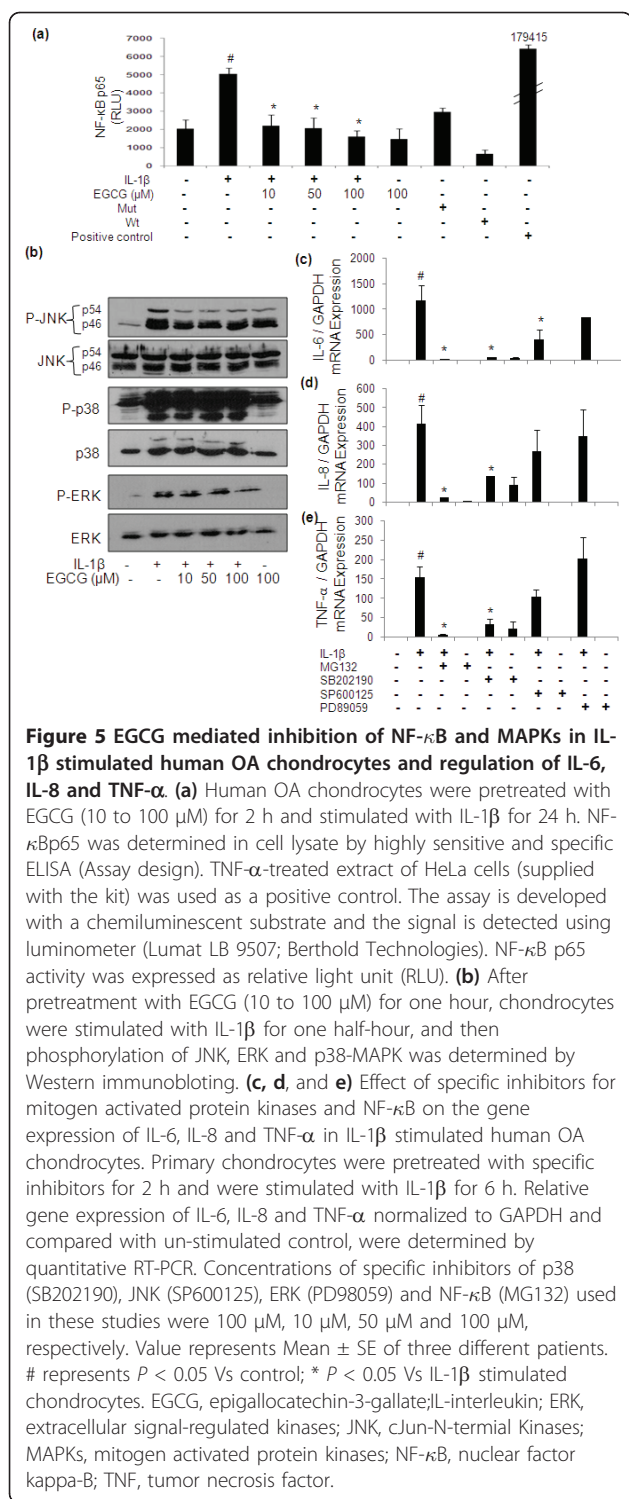 (a)
179415
NF-κB p65
(RLU)
7000
6000
5000
4000
3000
2000
1000
0
#
*
*
*
IL-1β - + + + + - - - -
EGCG (µM) - - 10 50 100 100 - - -
Mut - - - - - - + - -
Wt - - - - - - - + -
Positive control - - - - - - - - +
(b)
P-JNK p54
p46
JNK p54
p46
P-p38
p38
P-ERK
ERK
IL-1β - + + + + -
EGCG (µM) - - 10 50 100 100
(c)
IL-6 / GAPDH
mRNA Expression
2000
1500
1000
500
0
#
*
*
*
(d)
IL-8 / GAPDH
mRNA Expression
600
500
400
300
200
100
0
#
*
*
(e)
TNF-α / GAPDH
mRNA Expression
250
200
150
100
50
0
#
*
*
IL-1β - + + - + - + - + -
MG132 - - + + - - - - - -
SB202190 - - - - + + - - - -
SP600125 - - - - - - + + - -
PD89059 - - - - - - - - + +
Figure 5 EGCG mediated inhibition of NF-κB and MAPKs in IL-
1β stimulated human OA chondrocytes and regulation of IL-6,
IL-8 and TNF-α. (a) Human OA chondrocytes were pretreated with
EGCG (10 to 100 µM) for 2 h and stimulated with IL-1β for 24 h. NF-
κBp65 was determined in cell lysate by highly sensitive and specific
ELISA (Assay design). TNF-α-treated extract of HeLa cells (supplied
with the kit) was used as a positive control. The assay is developed
with a chemiluminescent substrate and the signal is detected using
luminometer (Lumat LB 9507; Berthold Technologies). NF-κB p65
activity was expressed as relative light unit (RLU). (b) After
pretreatment with EGCG (10 to 100 µM) for one hour, chondrocytes
were stimulated with IL-1β for one half-hour, and then
phosphorylation of JNK, ERK and p38-MAPK was determined by
Western immunobloting. (c, d, and e) Effect of specific inhibitors for
mitogen activated protein kinases and NF-κB on the gene
expression of IL-6, IL-8 and TNF-α in IL-1β stimulated human OA
chondrocytes. Primary chondrocytes were pretreated with specific
inhibitors for 2 h and were stimulated with IL-1β for 6 h. Relative
gene expression of IL-6, IL-8 and TNF-α normalized to GAPDH and
compared with un-stimulated control, were determined by
quantitative RT-PCR. Concentrations of specific inhibitors of p38
(SB202190), JNK (SP600125), ERK (PD98059) and NF-κB (MG132) used
in these studies were 100 µM, 10 µM, 50 µM and 100 µM,
respectively. Value represents Mean ± SE of three different patients.
# represents P < 0.05 Vs control; * P < 0.05 Vs IL-1β stimulated
chondrocytes. EGCG, epigallocatechin-3-gallate;IL-interleukin; ERK,
extracellular signal-regulated kinases; JNK, cJun-N-termial Kinases;
MAPKs, mitogen activated protein kinases; NF-κB, nuclear factor
kappa-B; TNF, tumor necrosis factor.